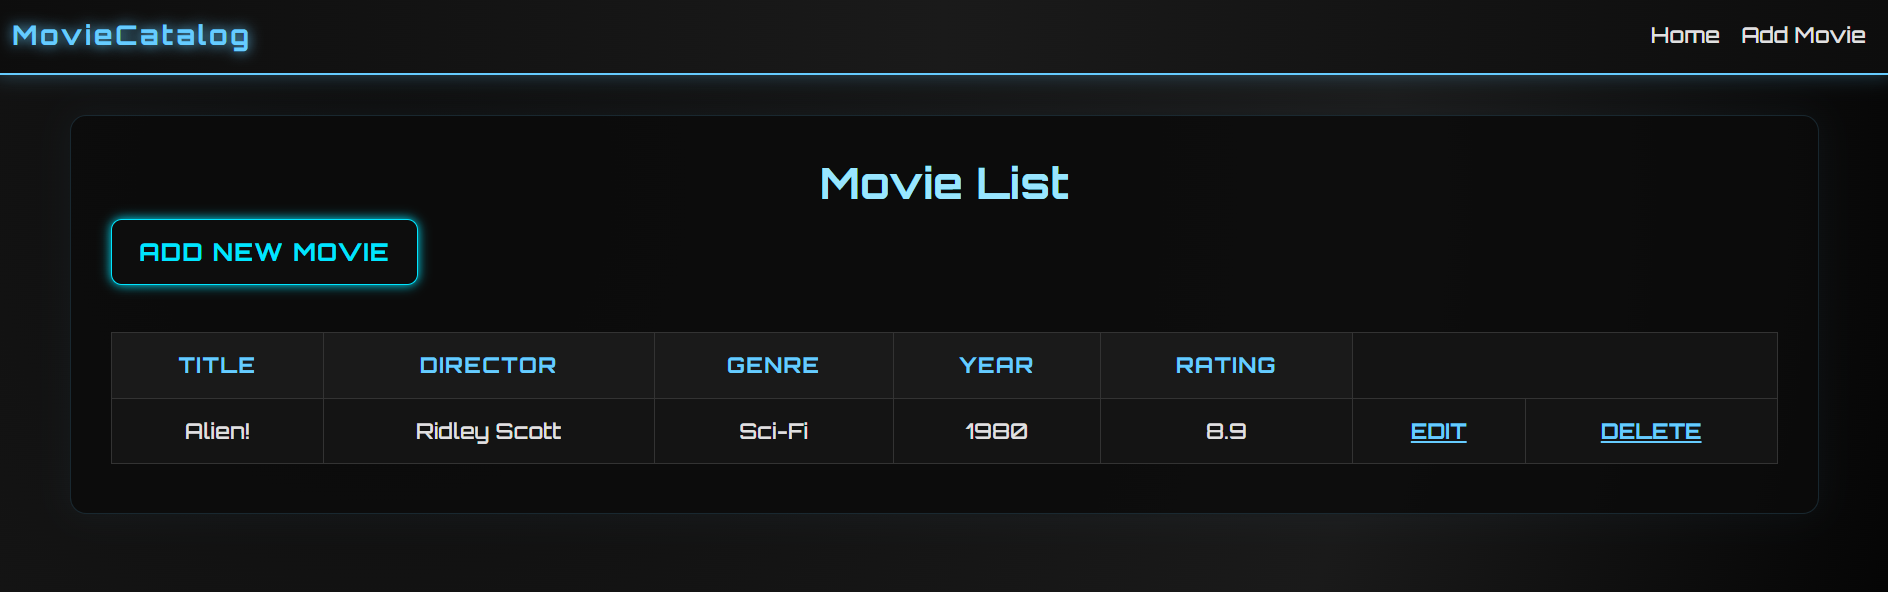 MovieCatalog Home Add Movie
Movie List
ADD NEW MOVIE
TITLE DIRECTOR GENRE YEAR RATING
Alien! Ridley Scott Sci-Fi 1980 8.9 EDIT DELETE